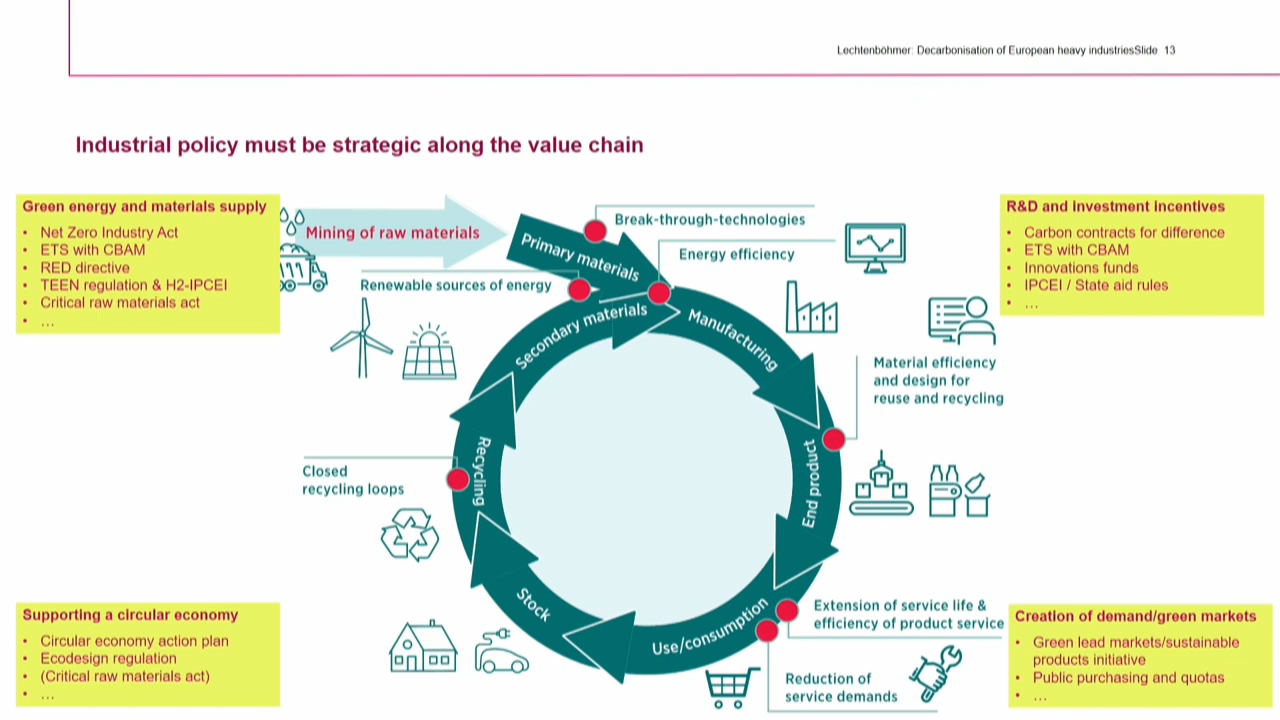 Lechtenböhmer: Decarbonisation of European heavy industriesSlide 13
Industrial policy must be strategic along the value chain
Green energy and materials supply
• Net Zero Industry Act
• ETS with CBAM
• RED directive
• TEEN regulation & H2-IPCEI
• Critical raw materials act
• …
Mining of raw materials
Primary materials
Break-through-technologies
Energy efficiency
Renewable sources of energy
R&D and investment incentives
• Carbon contracts for difference
• ETS with CBAM
• Innovations funds
• IPCEI / State aid rules
• …
Secondary materials
Manufacturing
Material efficiency
and design for
reuse and recycling
End product
Recycling
Closed
recycling loops
Stock
Use/consumption
Extension of service life &
efficiency of product service
Reduction of
service demands
Supporting a circular economy
• Circular economy action plan
• Ecodesign regulation
• (Critical raw materials act)
• …
Creation of demand/green markets
• Green lead markets/sustainable
products initiative
• Public purchasing and quotas
• …